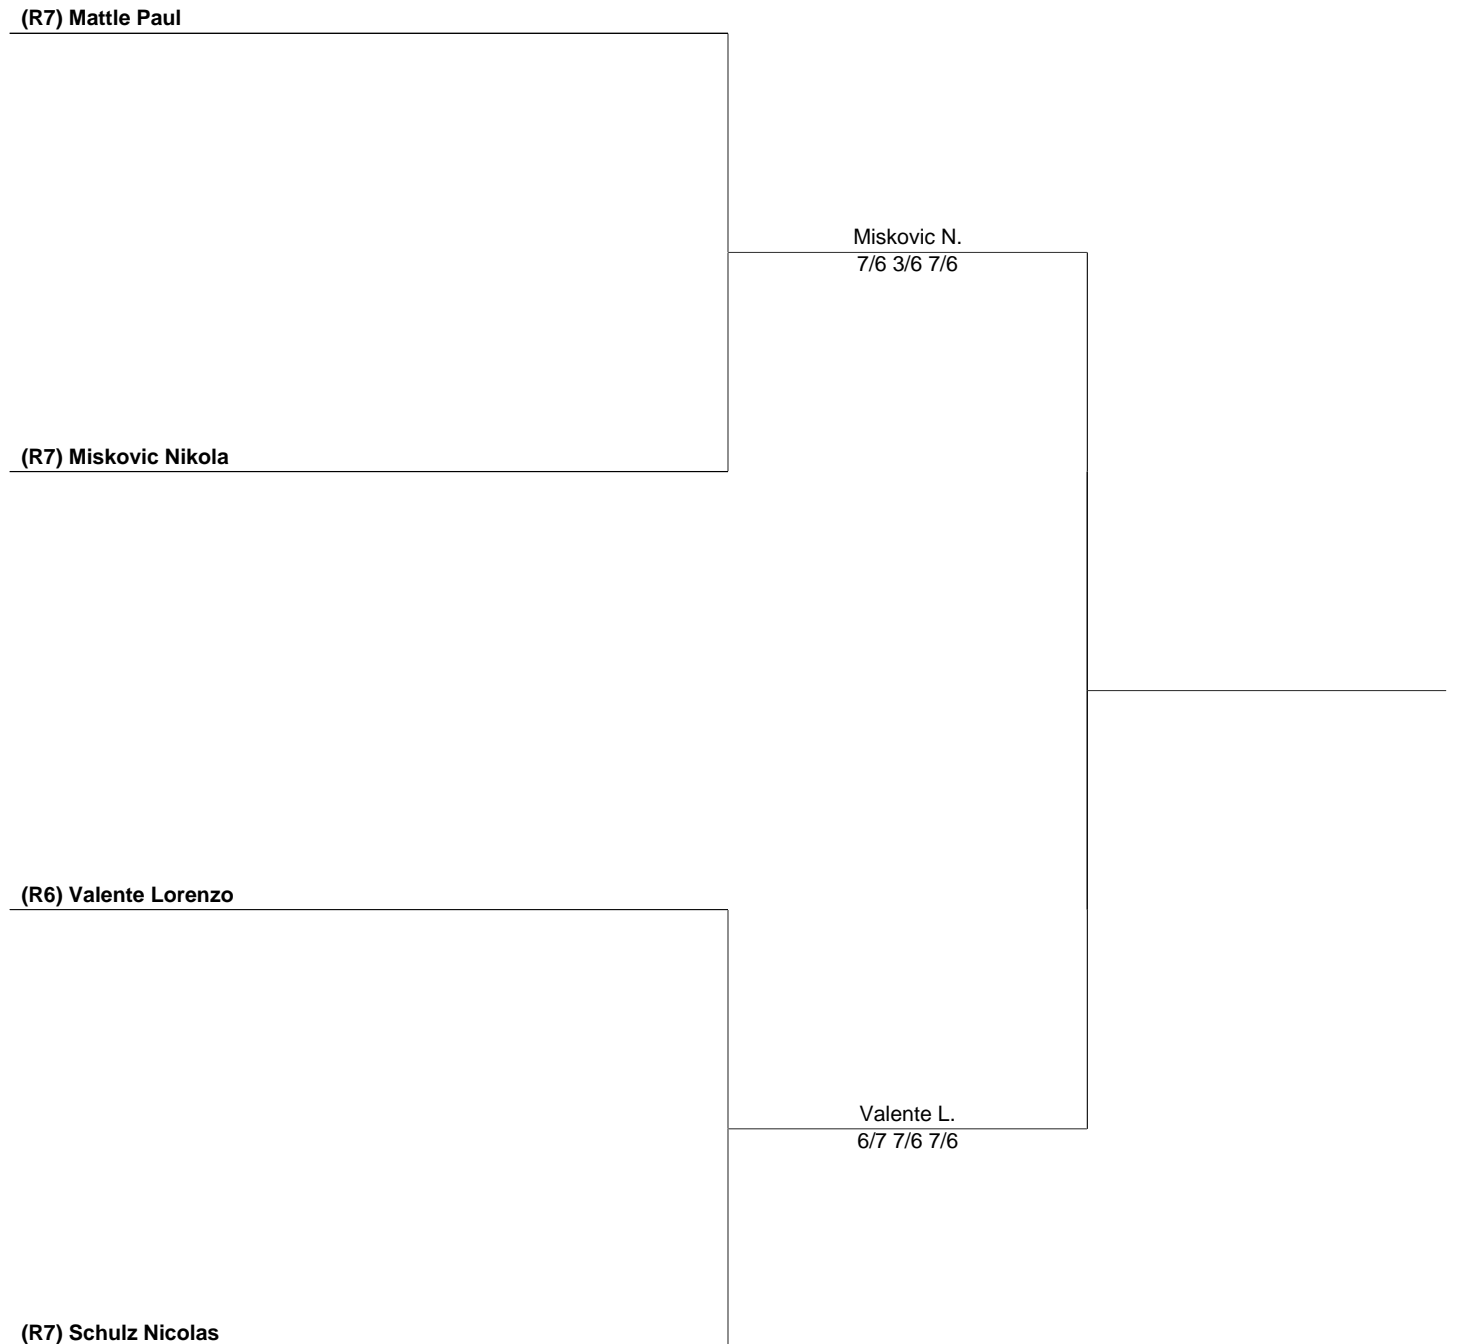 (R7) Mattle Paul
Miskovic N.
7/6 3/6 7/6
(R7) Miskovic Nikola
(R6) Valente Lorenzo
Valente L.
6/7 7/6 7/6
(R7) Schulz Nicolas